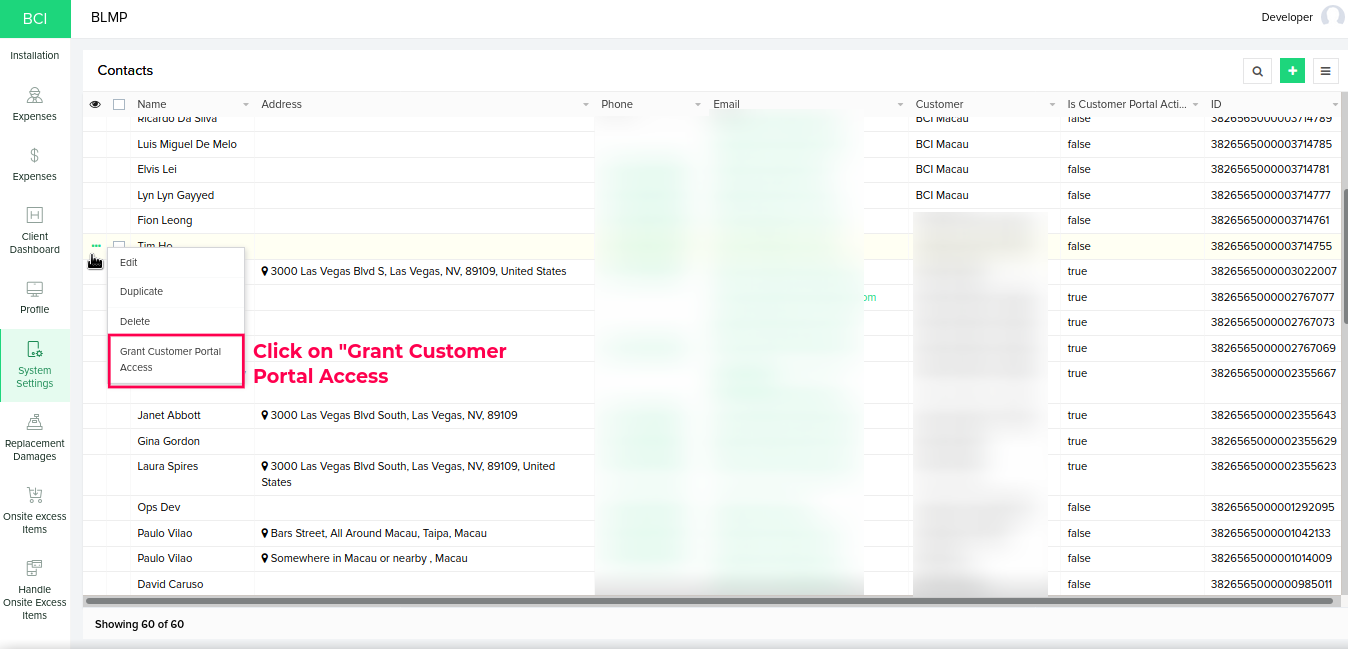 BCI
BLMP
Developer
Installation
Expenses
Expenses
Client
Dashboard
Profile
System
Settings
Replacement
Damages
Onsite excess
Items
Handle
Onsite Excess
Items
Contacts
Name Address Phone Email Customer Is Customer Portal Acti... ID
Ricardo Da Silva BCI Macau false 3826565000003714789
Luis Miguel De Melo BCI Macau false 3826565000003714785
Elvis Lei BCI Macau false 3826565000003714781
Lyn Lyn Gayyed BCI Macau false 3826565000003714777
Fion Leong false 3826565000003714761
Tim Ho false 3826565000003714755
3000 Las Vegas Blvd S, Las Vegas, NV, 89109, United States true 3826565000003022007
om true 3826565000002767077
true 3826565000002767073
true 3826565000002767069
true 3826565000002355667
Edit
Duplicate
Delete
Grant Customer Portal
Access
Click on "Grant Customer
Portal Access
Janet Abbott 3000 Las Vegas Blvd South, Las Vegas, NV, 89109 true 3826565000002355643
Gina Gordon true 3826565000002355629
Laura Spires 3000 Las Vegas Blvd South, Las Vegas, NV, 89109, United true 3826565000002355623
States
Ops Dev false 3826565000001292095
Paulo Vilao Bars Street, All Around Macau, Taipa, Macau false 3826565000001042133
Paulo Vilao Somewhere in Macau or nearby , Macau false 3826565000001014009
David Caruso false 3826565000000985011
Showing 60 of 60